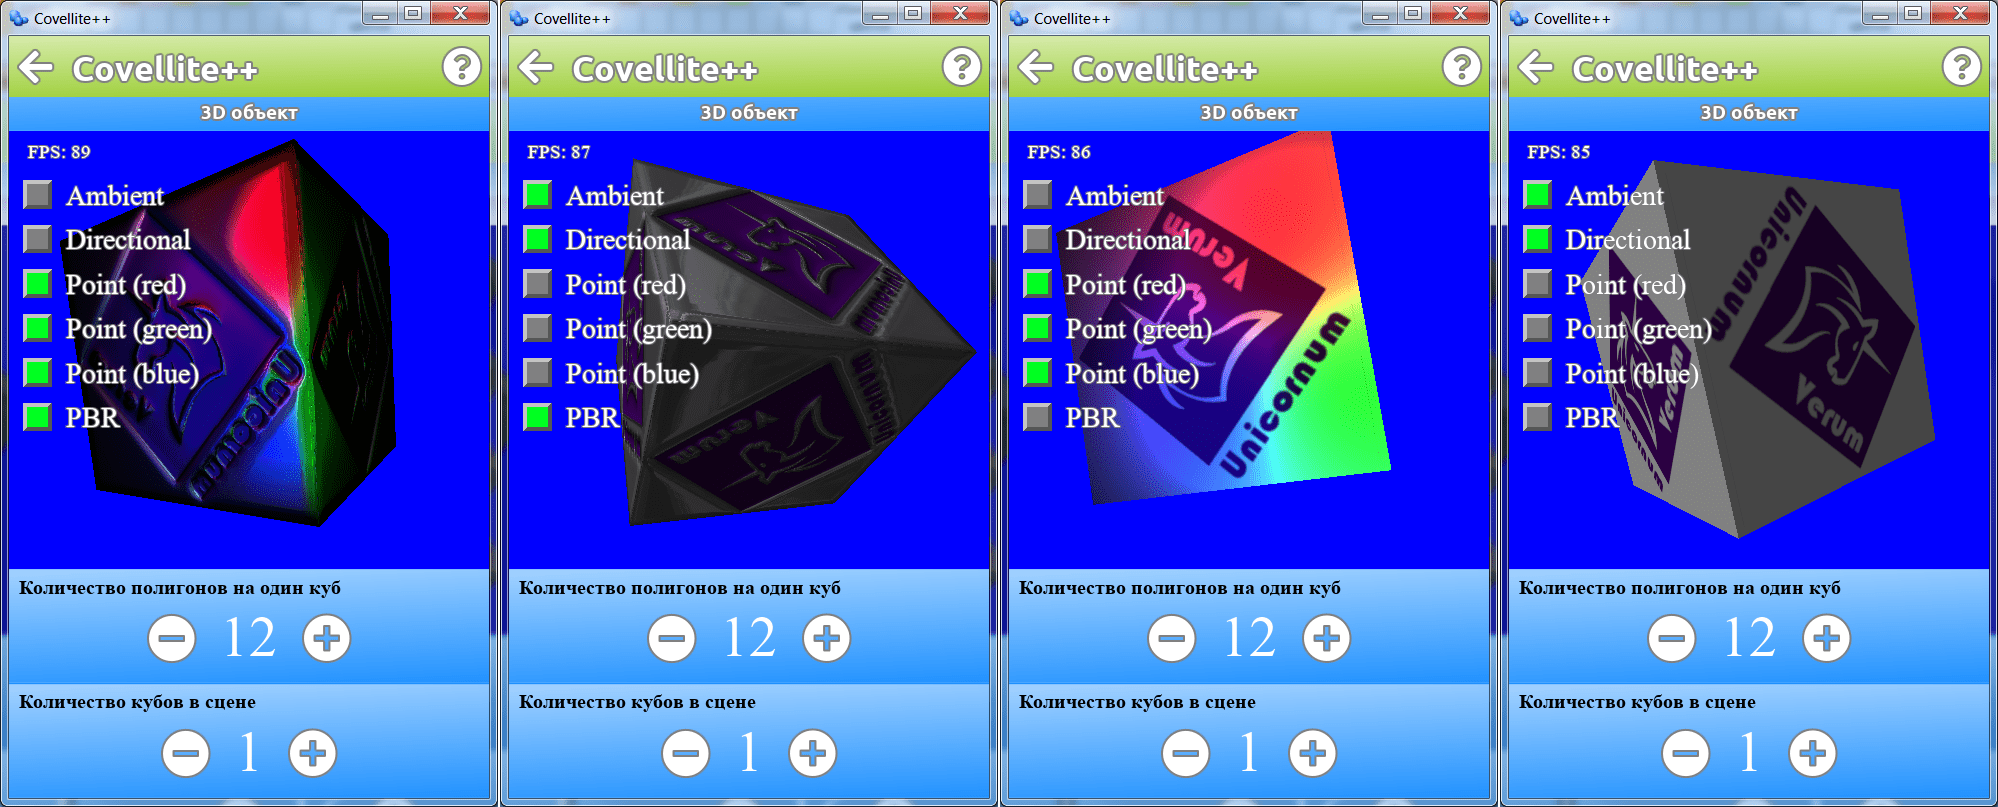 Covellite++
Covellite++
3D объект
FPS: 89
Ambient
Directional
Point (red)
Point (green)
Point (blue)
PBR
Unicornum
Количество полигонов на один куб
12
Количество кубов в сцене
1
Covellite++
Covellite++
3D объект
FPS: 87
Ambient
Directional
Point (red)
Point (green)
Point (blue)
PBR
Verum
Unicornum
Verum
Unicornum
Количество полигонов на один куб
12
Количество кубов в сцене
1
Covellite++
Covellite++
3D объект
FPS: 86
Ambient
Directional
Point (red)
Point (green)
Point (blue)
PBR
Verum
Unicornum
Количество полигонов на один куб
12
Количество кубов в сцене
1
Covellite++
Covellite++
3D объект
FPS: 85
Ambient
Directional
Point (red)
Point (green)
Point (blue)
PBR
Unicornum
Verum
Verum
Unicornum
Количество полигонов на один куб
12
Количество кубов в сцене
1